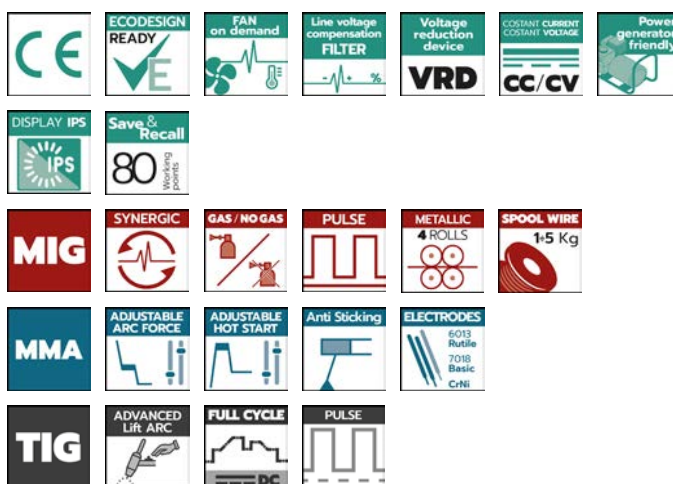 CE
ECODESIGN
READY
E
FAN
on demand
Line voltage
compensation
FILTER
- + %
Voltage
reduction
device
VRD
COSTANT CURRENT
COSTANT VOLTAGE
CC/CV
Power
generator
friendly
DISPLAY IPS
IPS
Save &
Recall
80
Working
points
MIG
SYNERGIC
GAS / NO GAS
PULSE
METALLIC
4 ROLLS
SPOOL WIRE
1÷5 Kg
MMA
ADJUSTABLE
ARC FORCE
ADJUSTABLE
HOT START
Anti Sticking
ELECTRODES
6013
Rutile
7018
Basic
CrNi
TIG
ADVANCED
Lift ARC
FULL CYCLE
DC
PULSE